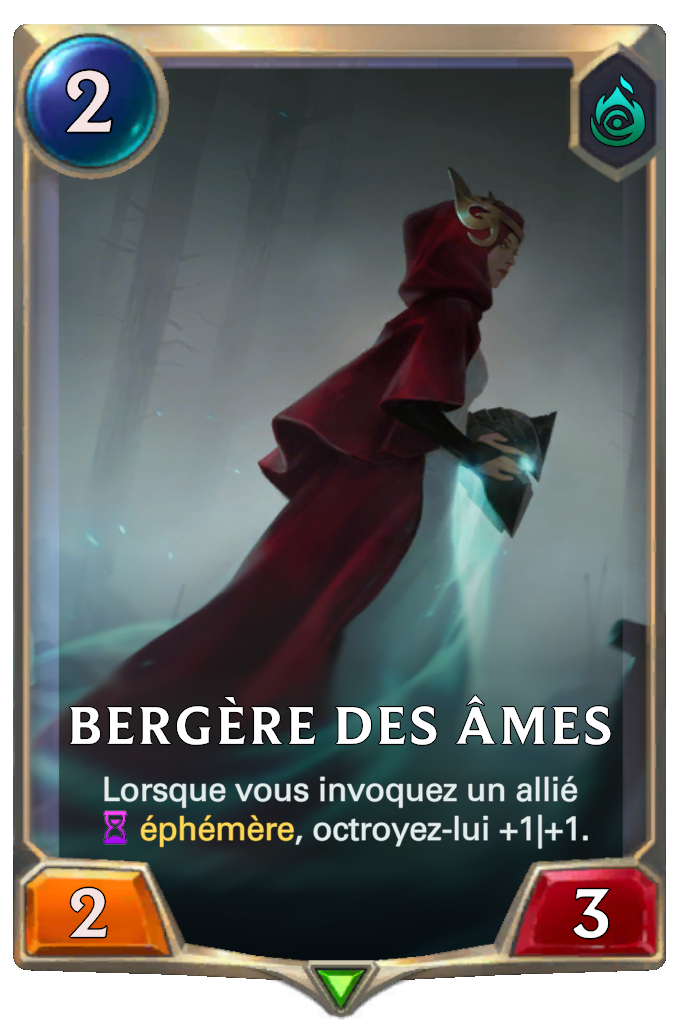 2
BERGÈRE DES ÂMES
Lorsque vous invoquez un allié
éphémère, octroyez-lui +1|+1.
2
3